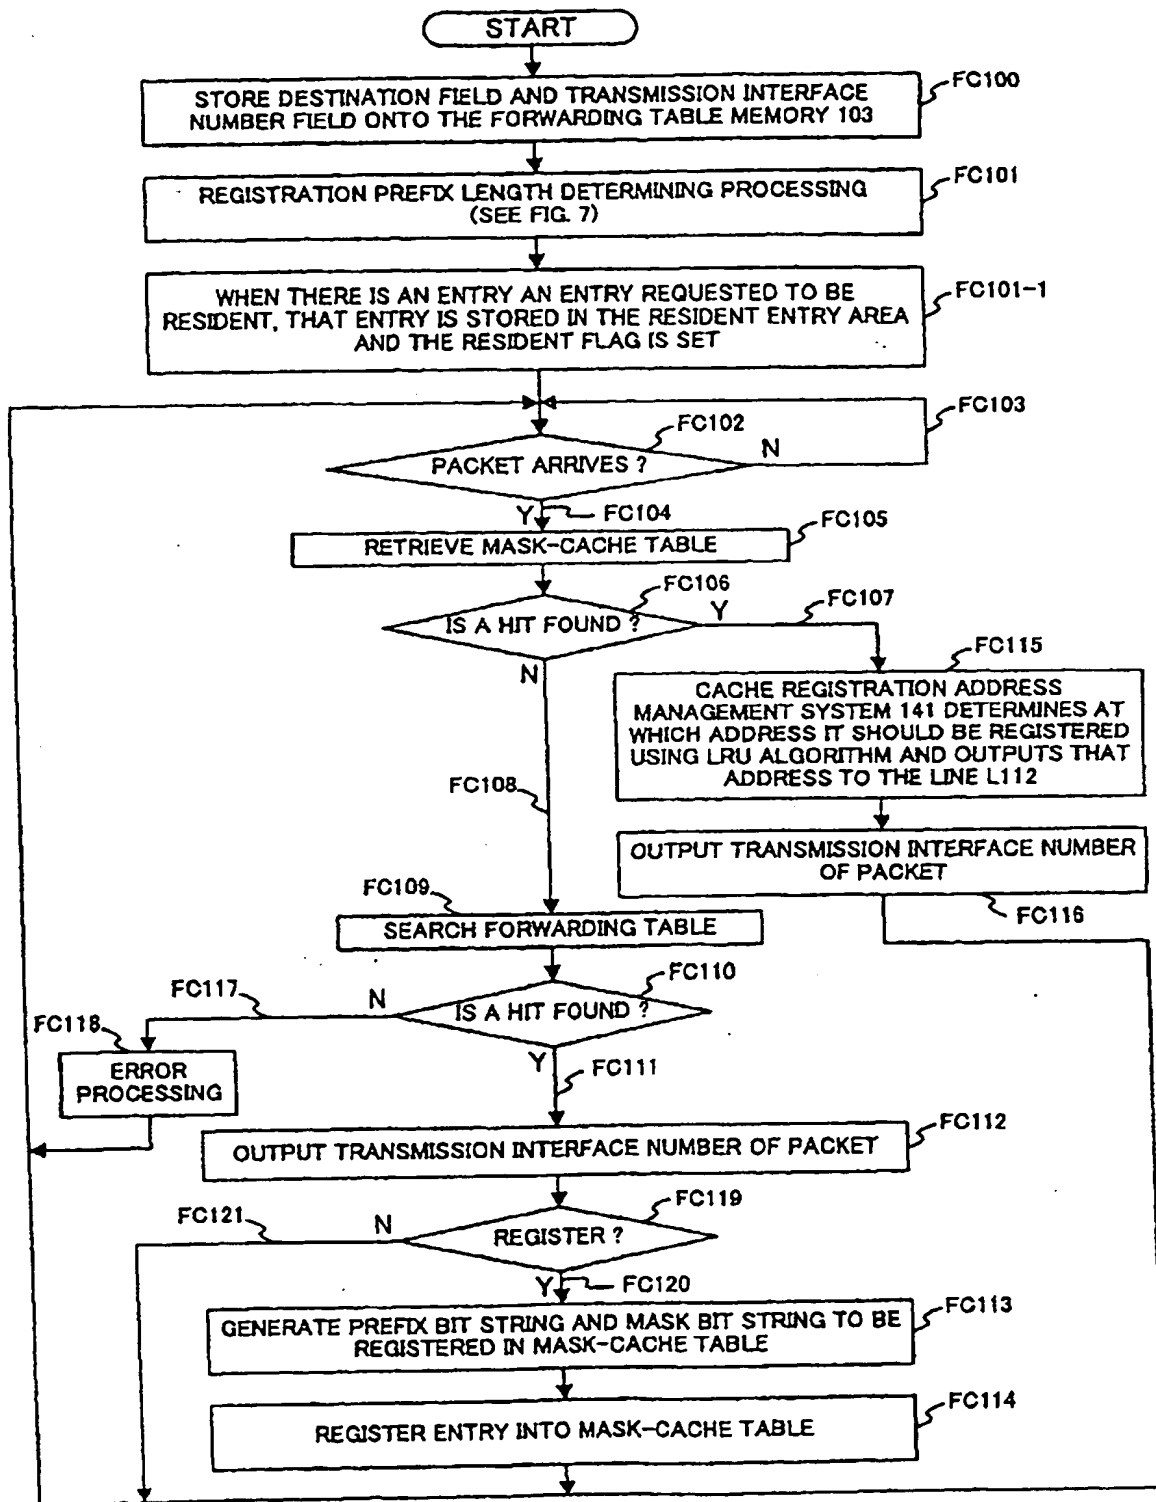 START
STORE DESTINATION FIELD AND TRANSMISSION INTERFACE
NUMBER FIELD ONTO THE FORWARDING TABLE MEMORY 103
FC100
REGISTRATION PREFIX LENGTH DETERMINING PROCESSING
(SEE FIG. 7)
FC101
WHEN THERE IS AN ENTRY AN ENTRY REQUESTED TO BE
RESIDENT, THAT ENTRY IS STORED IN THE RESIDENT ENTRY AREA
AND THE RESIDENT FLAG IS SET
FC101-1
FC103
FC102
PACKET ARRIVES ?
N
Y
FC104
FC105
RETRIEVE MASK-CACHE TABLE
FC106
IS A HIT FOUND ?
Y
FC107
N
FC115
CACHE REGISTRATION ADDRESS
MANAGEMENT SYSTEM 141 DETERMINES AT
WHICH ADDRESS IT SHOULD BE REGISTERED
USING LRU ALGORITHM AND OUTPUTS THAT
ADDRESS TO THE LINE L112
FC108
OUTPUT TRANSMISSION INTERFACE NUMBER
OF PACKET
FC116
FC109
SEARCH FORWARDING TABLE
FC110
IS A HIT FOUND ?
FC117
N
FC118
ERROR
PROCESSING
Y
FC111
FC112
OUTPUT TRANSMISSION INTERFACE NUMBER OF PACKET
FC119
REGISTER ?
FC121
N
Y
FC120
FC113
GENERATE PREFIX BIT STRING AND MASK BIT STRING TO BE
REGISTERED IN MASK-CACHE TABLE
FC114
REGISTER ENTRY INTO MASK-CACHE TABLE